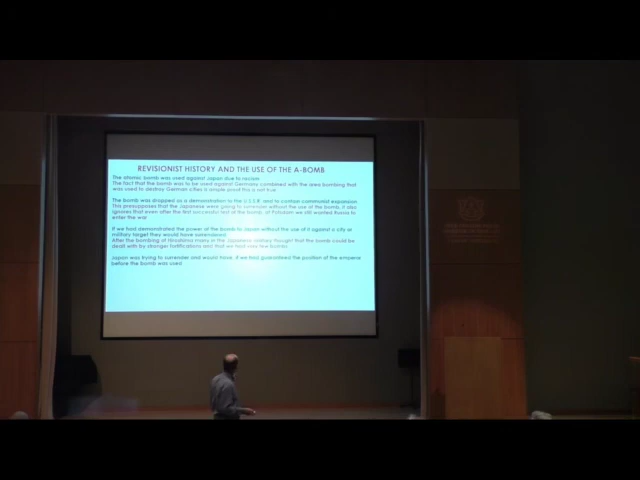 REVISIONIST HISTORY AND THE USE OF THE A-BOMB
The atomic bomb was used against Japan due to racism
The fact that the bomb was to be used against Germany combined with the area bombing that
was used to destroy German cities is ample proof this is not true
The bomb was dropped as a demonstration to the U.S.S.R. and to contain communist expansion
This presupposes that the Japanese were going to surrender without the use of the bomb, it also
ignores that even after the first successful test of the bomb, at Potsdam we still wanted Russia to
enter the war
If we had demonstrated the power of the bomb to Japan without the use of it against a city or
military target they would have surrendered
After the bombing of Hiroshima many in the Japanese military thought that the bomb could be
dealt with by stronger fortifications and that we had very few bombs
Japan was trying to surrender and would have, if we had guaranteed the position of the emperor
before the bomb was used